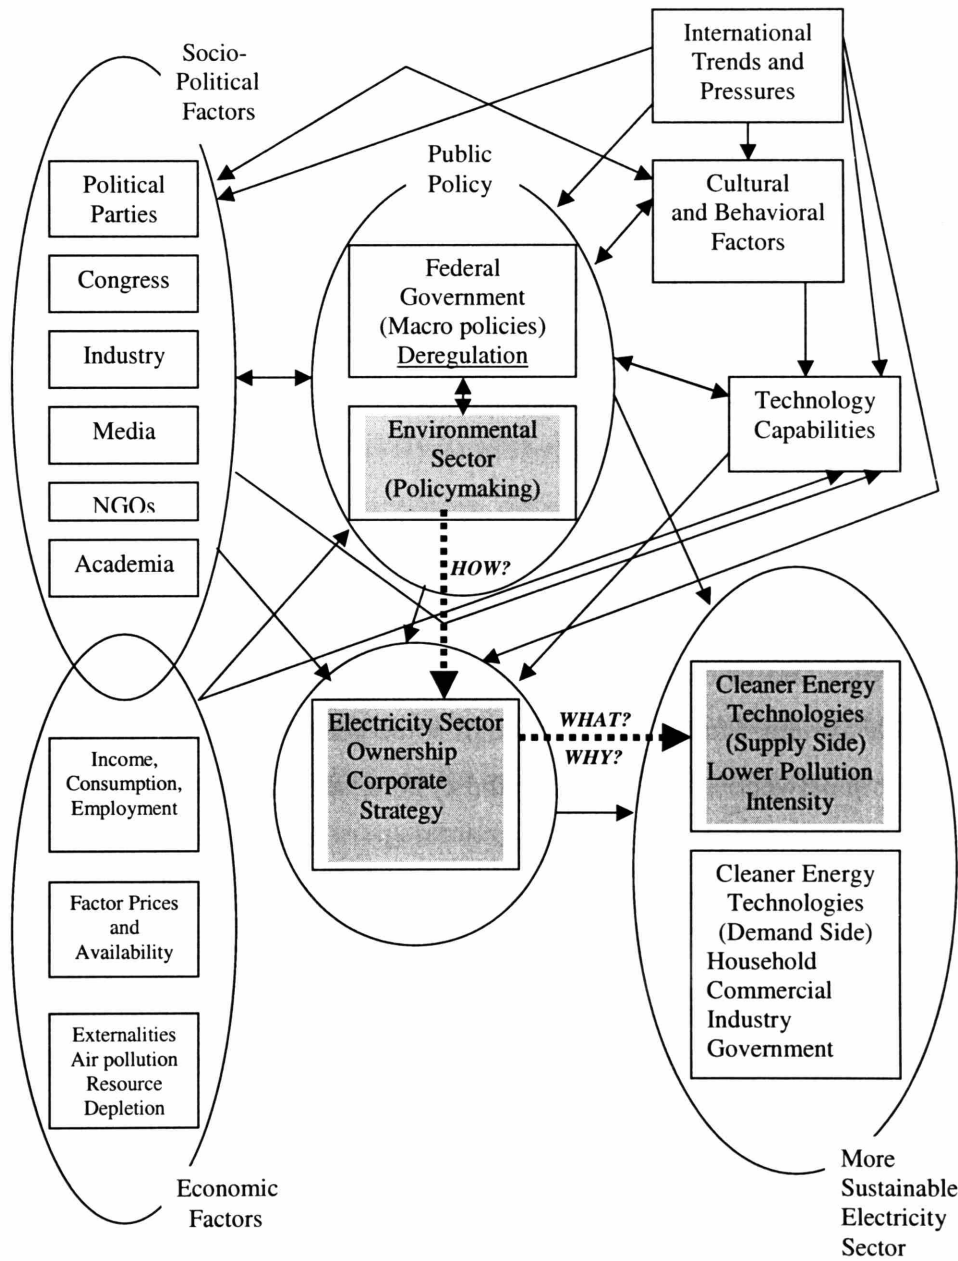 International
Trends and
Pressures
Socio-
Political
Factors
Public
Policy
Cultural
and Behavioral
Factors
Political
Parties
Congress
Industry
Media
NGOs
Academia
Federal
Government
(Macro policies)
Deregulation
Environmental
Sector
(Policymaking)
Technology
Capabilities
HOW?
Electricity Sector
Ownership
Corporate
Strategy
WHAT?
WHY?
Cleaner Energy
Technologies
(Supply Side)
Lower Pollution
Intensity
Cleaner Energy
Technologies
(Demand Side)
Household
Commercial
Industry
Government
Income,
Consumption,
Employment
Factor Prices
and
Availability
Externalities
Air pollution
Resource
Depletion
Economic
Factors
More
Sustainable
Electricity
Sector